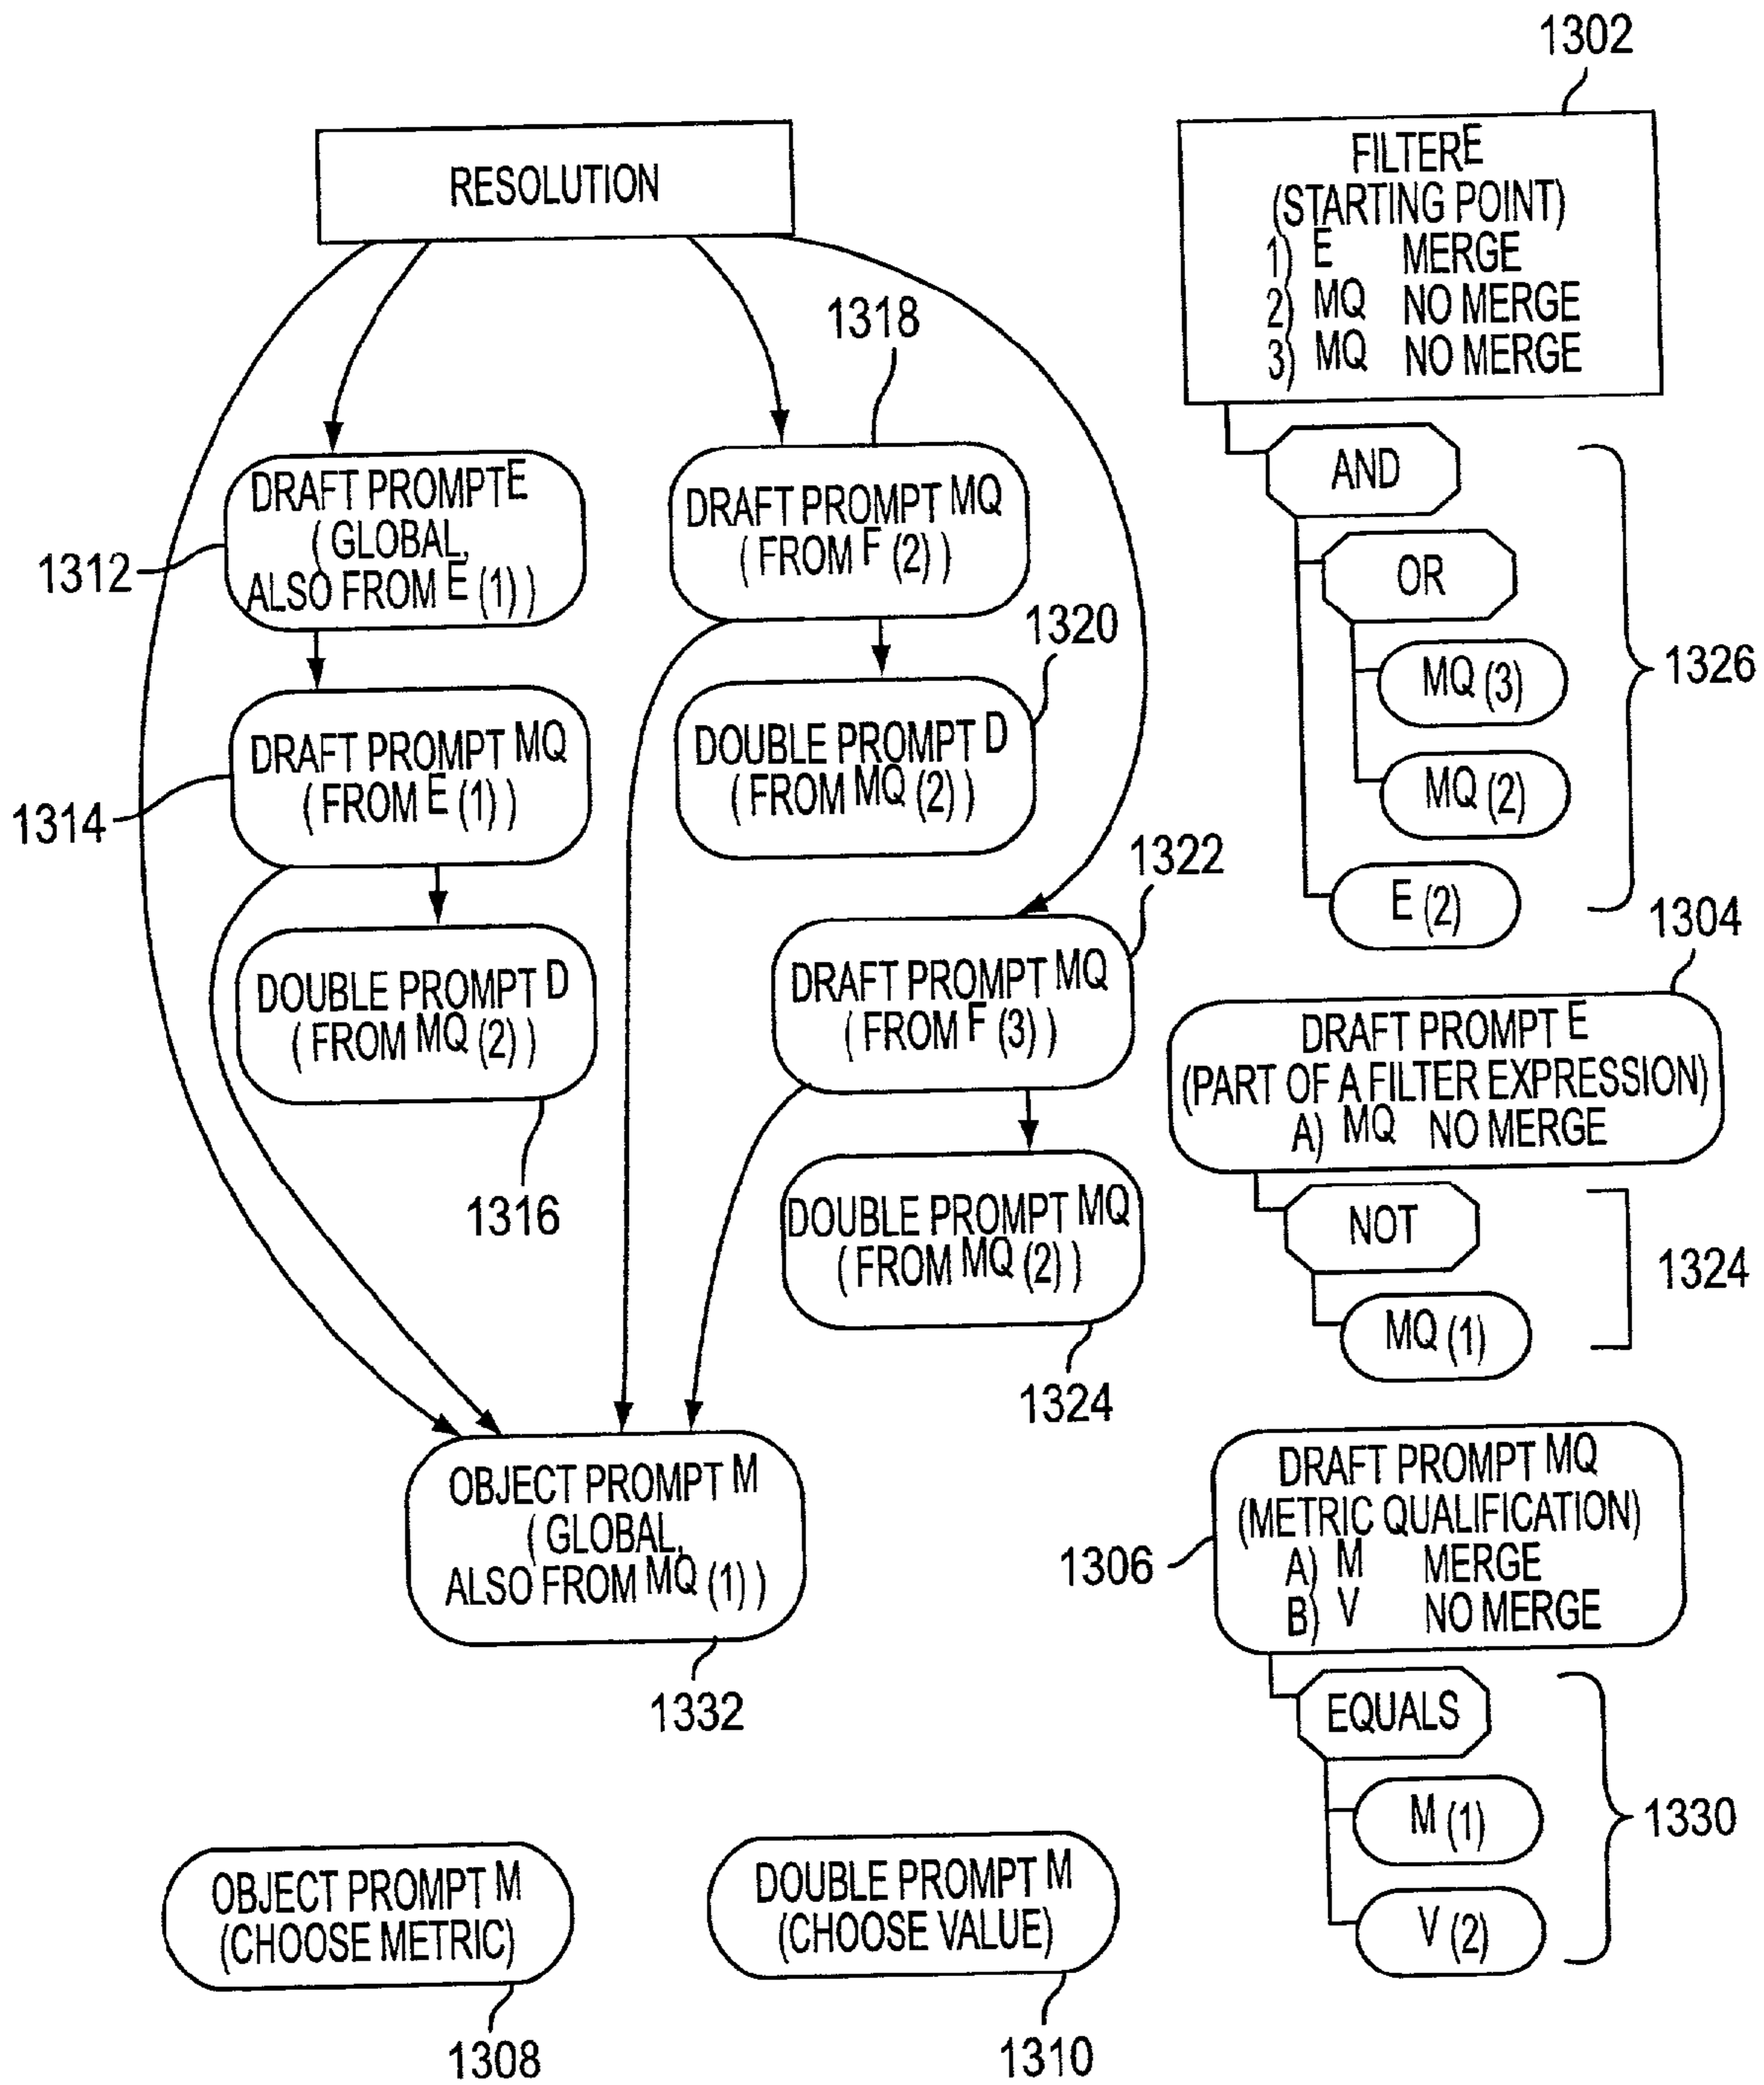 RESOLUTION
1318
DRAFT PROMPT E
( GLOBAL,
ALSO FROM E (1) )
1312
DRAFT PROMPT MQ
( FROM F (2) )
1320
DRAFT PROMPT MQ
( FROM E (1) )
1314
DOUBLE PROMPT D
( FROM MQ (2) )
1322
DOUBLE PROMPT D
( FROM MQ (2) )
1316
DRAFT PROMPT MQ
( FROM F (3) )
DOUBLE PROMPT MQ
( FROM MQ (2) )
1324
OBJECT PROMPT M
( GLOBAL,
ALSO FROM MQ (1) )
1332
OBJECT PROMPT M
(CHOOSE METRIC)
1308
DOUBLE PROMPT M
(CHOOSE VALUE)
1310
1302
FILTER E
(STARTING POINT)
1) E MERGE
2) MQ NO MERGE
3) MQ NO MERGE
AND
OR
MQ (3)
MQ (2)
E (2)
1326
1304
DRAFT PROMPT E
(PART OF A FILTER EXPRESSION)
A) MQ NO MERGE
NOT
MQ (1)
1324
DRAFT PROMPT MQ
(METRIC QUALIFICATION)
A) M MERGE
B) V NO MERGE
1306
EQUALS
M (1)
V (2)
1330